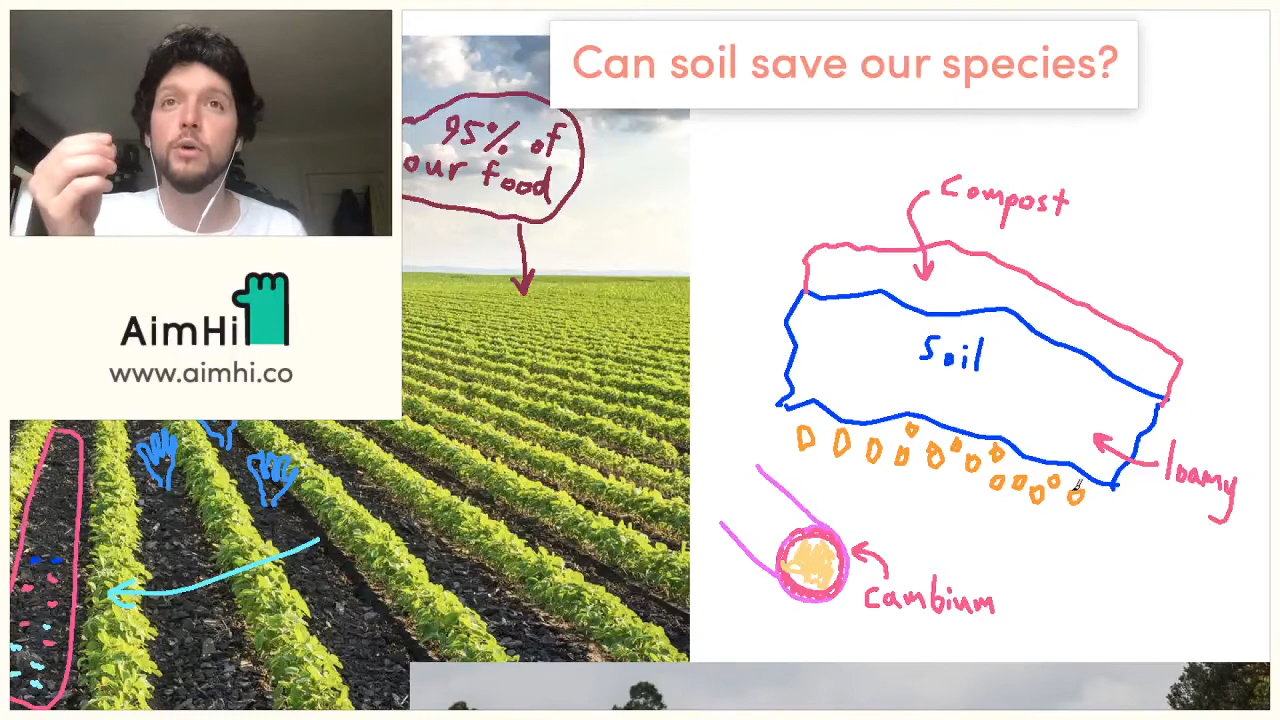 Can soil save our species?
95% of
our food
Compost
Soil
loamy
cambium
AimHi
www.aimhi.co